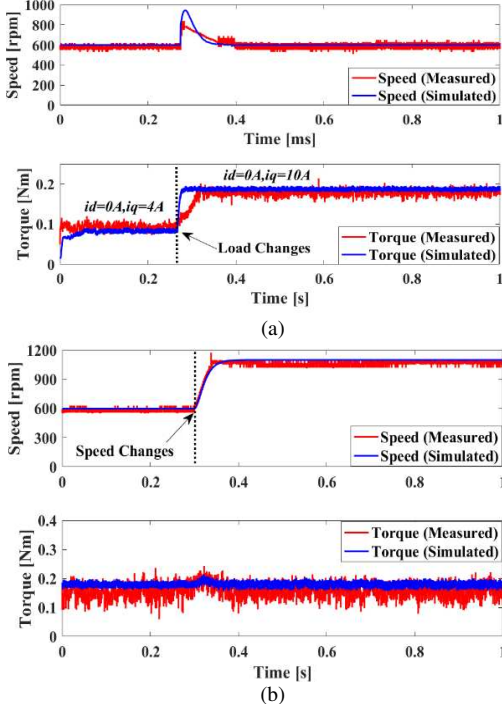 1000
800
600
400
200
0
Speed [rpm]
Speed (Measured)
Speed (Simulated)
0 0.2 0.4 0.6 0.8 1
Time [ms]
0.2
0.1
0
Torque [Nm]
id=0A,iq=4A
id=0A,iq=10A
Load Changes
Torque (Measured)
Torque (Simulated)
0 0.2 0.4 0.6 0.8 1
Time [s]
(a)
1200
900
600
300
0
Speed [rpm]
Speed Changes
Speed (Measured)
Speed (Simulated)
0 0.2 0.4 0.6 0.8 1
0.4
0.3
0.2
0.1
0
Torque [Nm]
Torque (Measured)
Torque (Simulated)
0 0.2 0.4 0.6 0.8 1
Time [s]
(b)